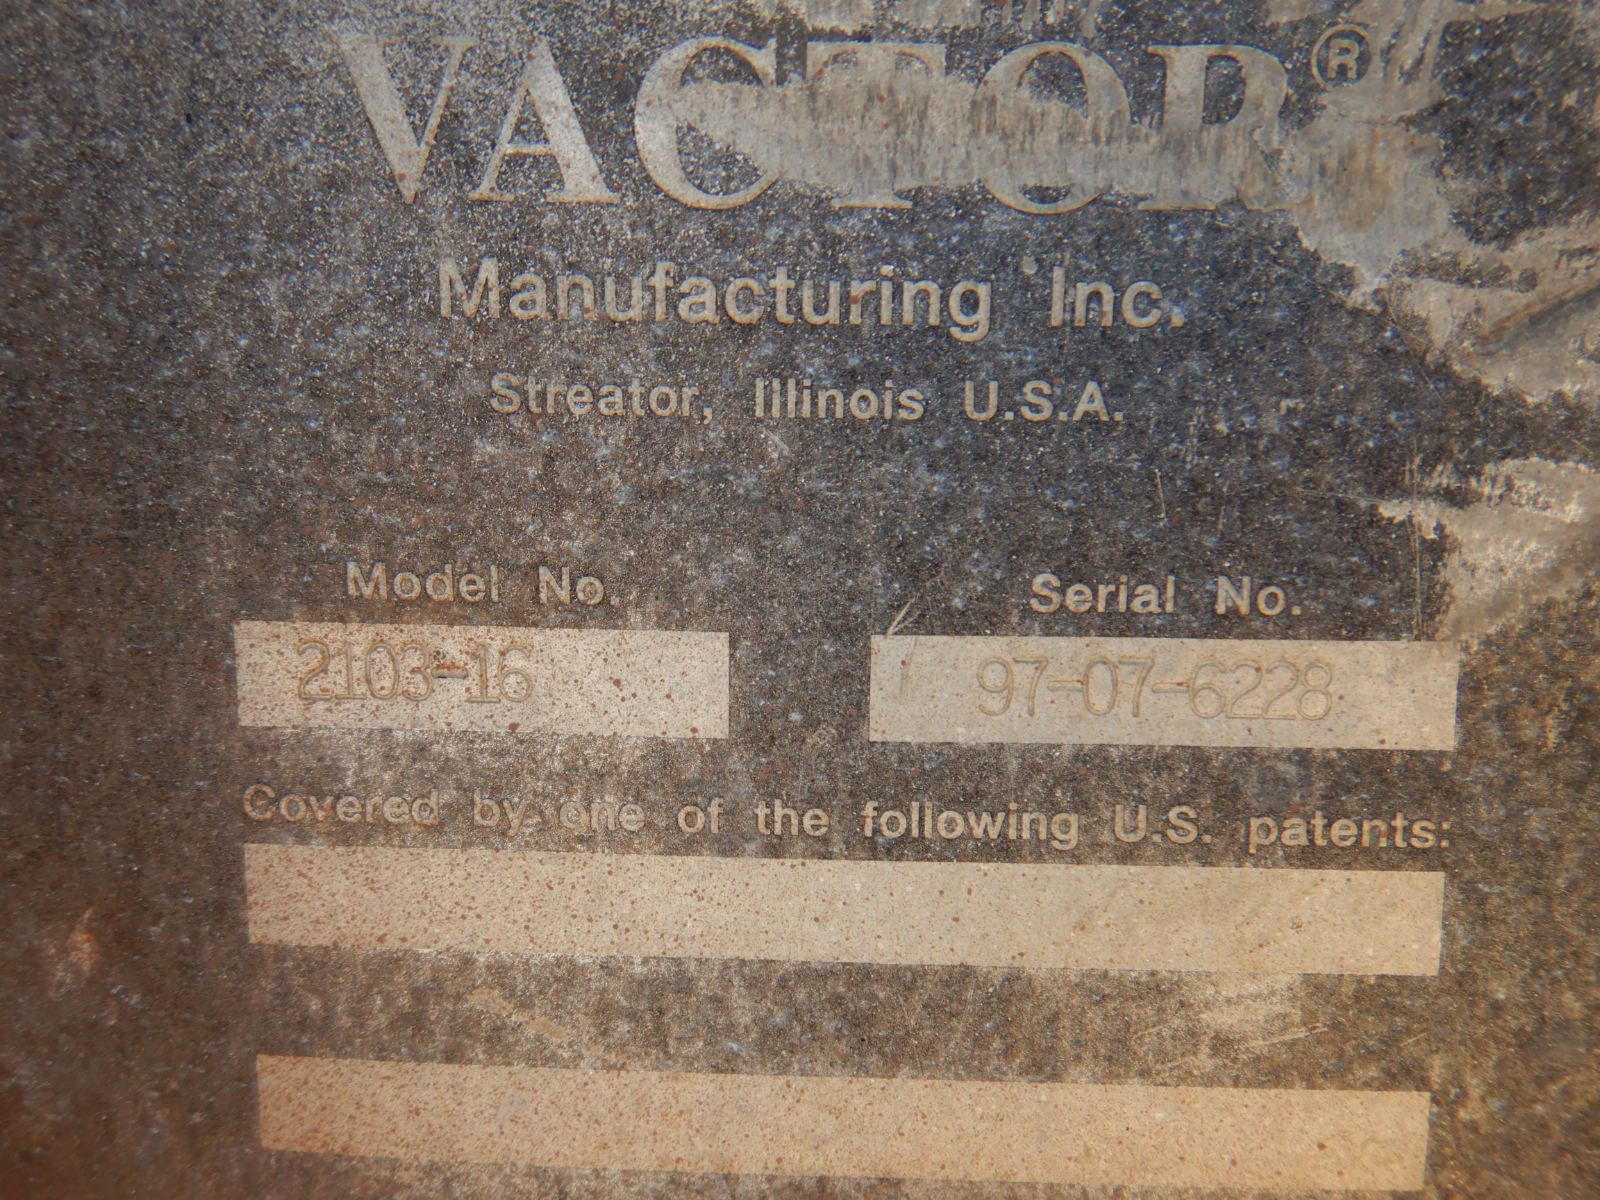 VACTOR®
Manufacturing Inc.
Streator, Illinois U.S.A.
Model No. Serial No.
2103-16 97-07-6228
Covered by one of the following U.S. patents: